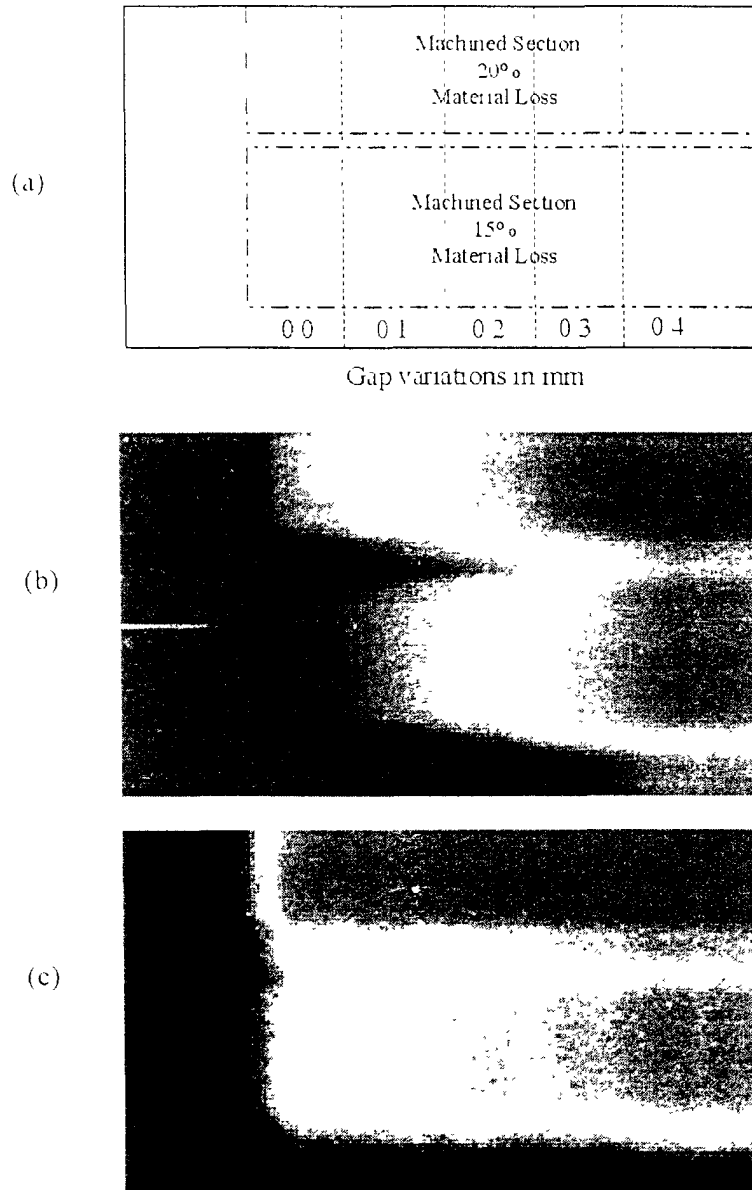 Machined Section
20%
Material Loss
(a)
Machined Section
15%
Material Loss
0 0 0 1 0 2 0 3 0 4
Gap variations in mm
(b)
(c)